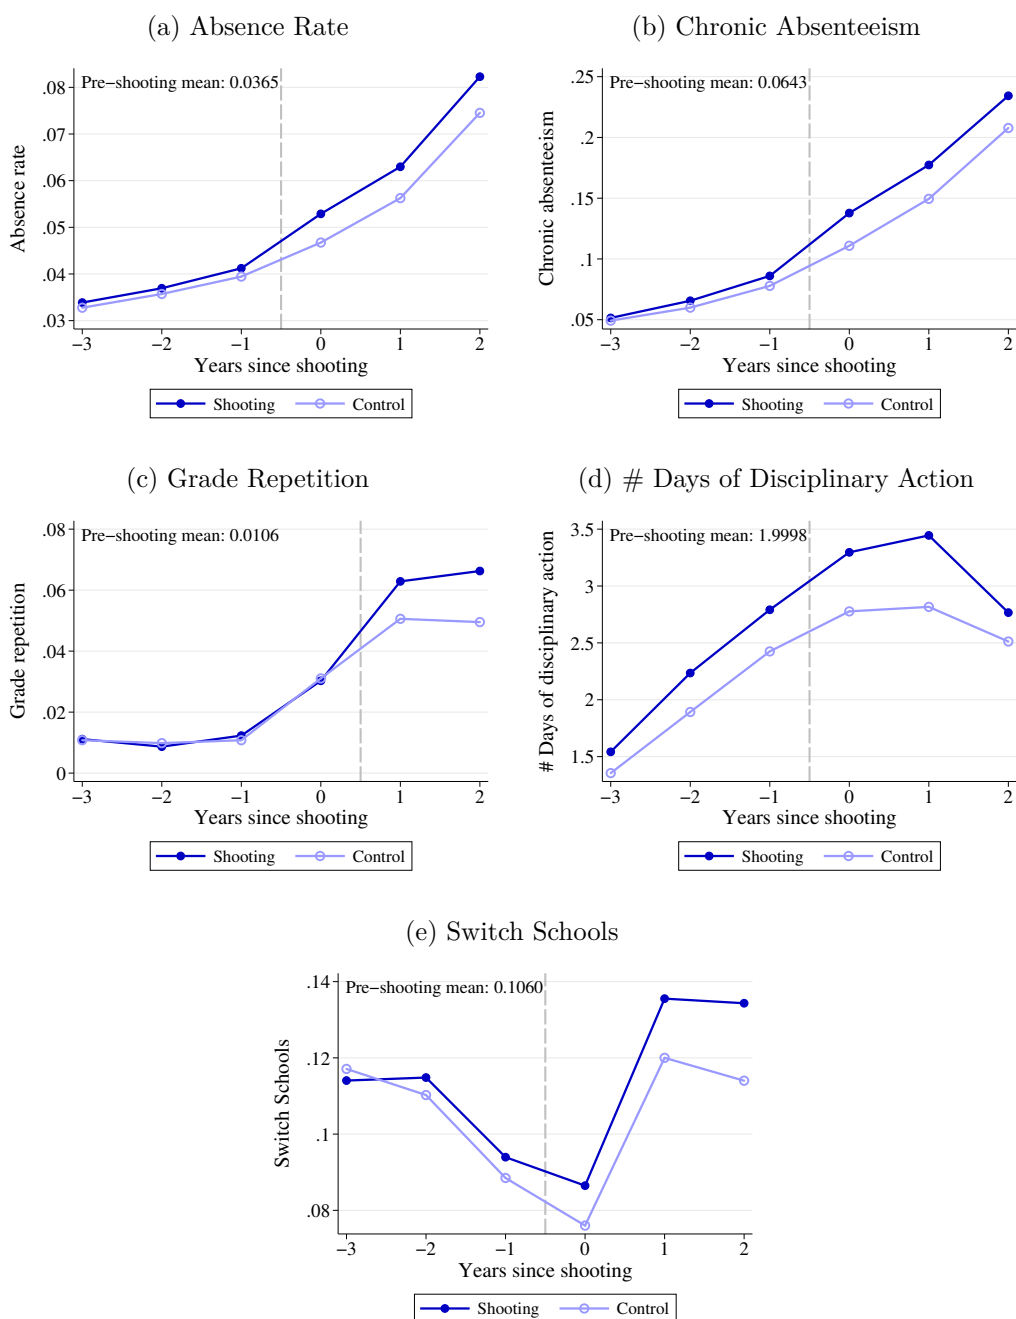 (a) Absence Rate
Pre−shooting mean: 0.0365
Absence rate
.08
.07
.06
.05
.04
.03
−3 −2 −1 0 1 2
Years since shooting
Shooting Control
(b) Chronic Absenteeism
Pre−shooting mean: 0.0643
Chronic absenteeism
.25
.2
.15
.1
.05
−3 −2 −1 0 1 2
Years since shooting
Shooting Control
(c) Grade Repetition
Pre−shooting mean: 0.0106
Grade repetition
.08
.06
.04
.02
0
−3 −2 −1 0 1 2
Years since shooting
Shooting Control
(d) # Days of Disciplinary Action
Pre−shooting mean: 1.9998
# Days of disciplinary action
3.5
3
2.5
2
1.5
−3 −2 −1 0 1 2
Years since shooting
Shooting Control
(e) Switch Schools
Pre−shooting mean: 0.1060
Switch Schools
.14
.12
.1
.08
−3 −2 −1 0 1 2
Years since shooting
Shooting Control